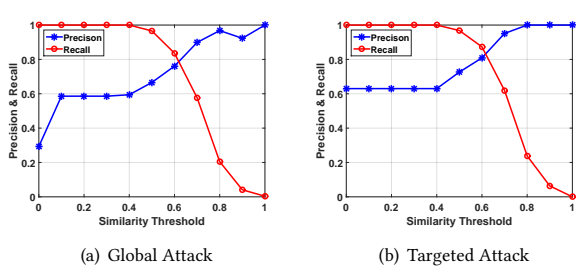 1
0.8
0.6
0.4
0.2
0
Precision & Recall
Precison
Recall
0 0.2 0.4 0.6 0.8 1
Similarity Threshold
(a) Global Attack
1
0.8
0.6
0.4
0.2
0
Precision & Recall
Precison
Recall
0 0.2 0.4 0.6 0.8 1
Similarity Threshold
(b) Targeted Attack